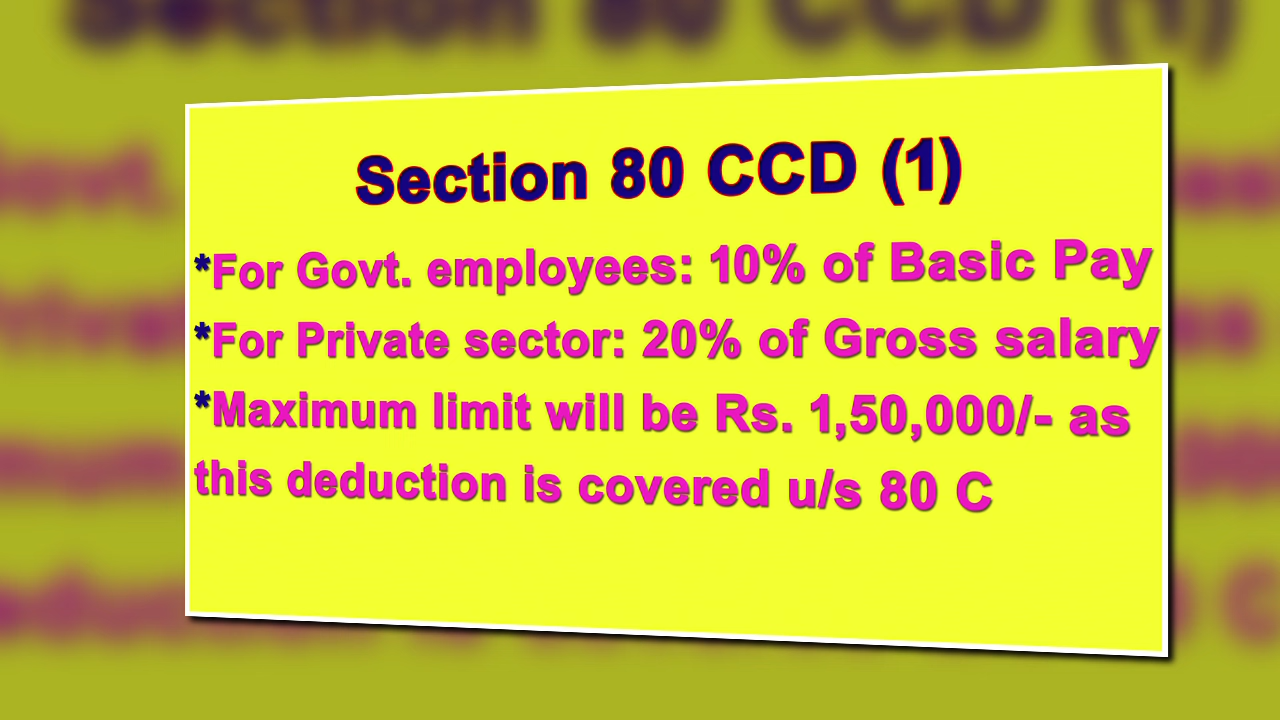 Section 80 CCD (1)
*For Govt. employees: 10% of Basic Pay
*For Private sector: 20% of Gross salary
*Maximum limit will be Rs. 1,50,000/- as
this deduction is covered u/s 80 C